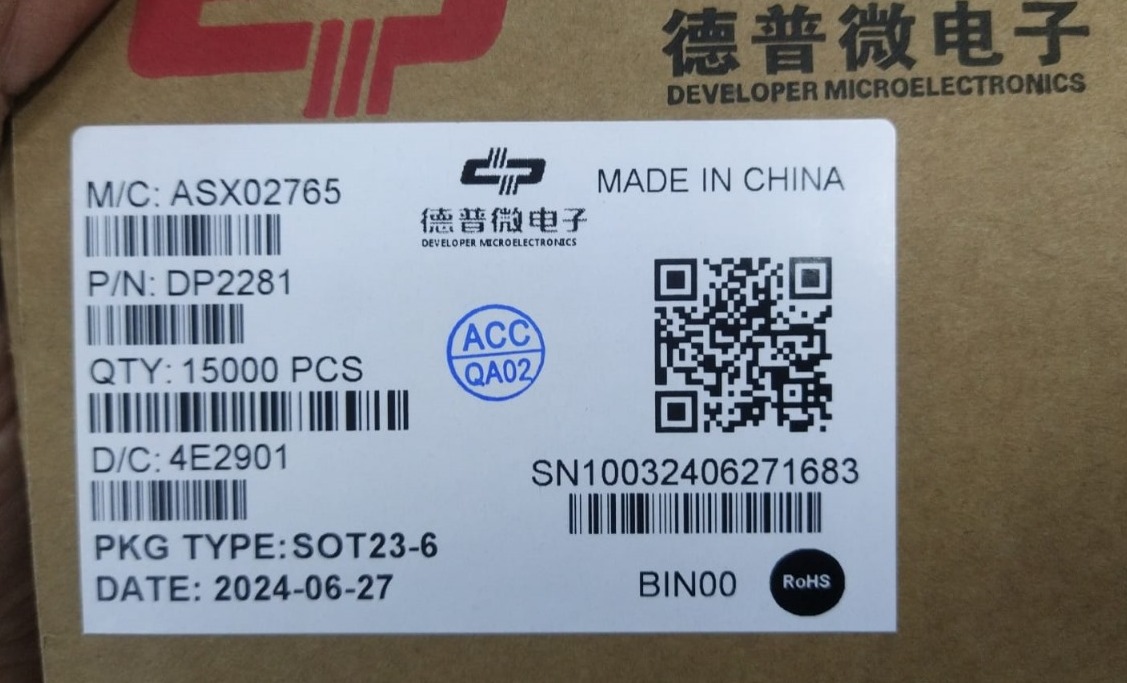 德普微电子
DEVELOPER MICROELECTRONICS
M/C: ASX02765
德普微电子
DEVELOPER MICROELECTRONICS
MADE IN CHINA
P/N: DP2281
ACC
QA02
QTY: 15000 PCS
D/C: 4E2901
SN10032406271683
PKG TYPE:SOT23-6
DATE: 2024-06-27
BIN00
RoHS